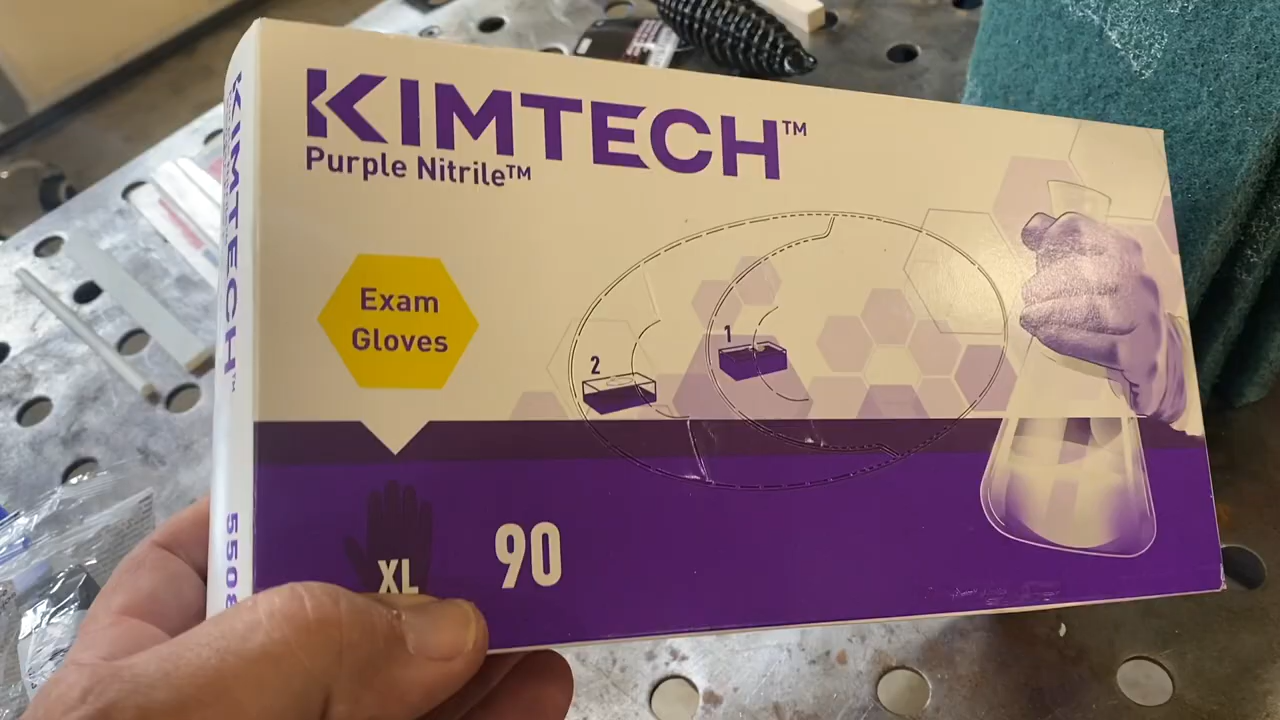 KIMTECH™
Purple Nitrile™
Exam
Gloves
1
2
XL
90
KIMTECH™
5508